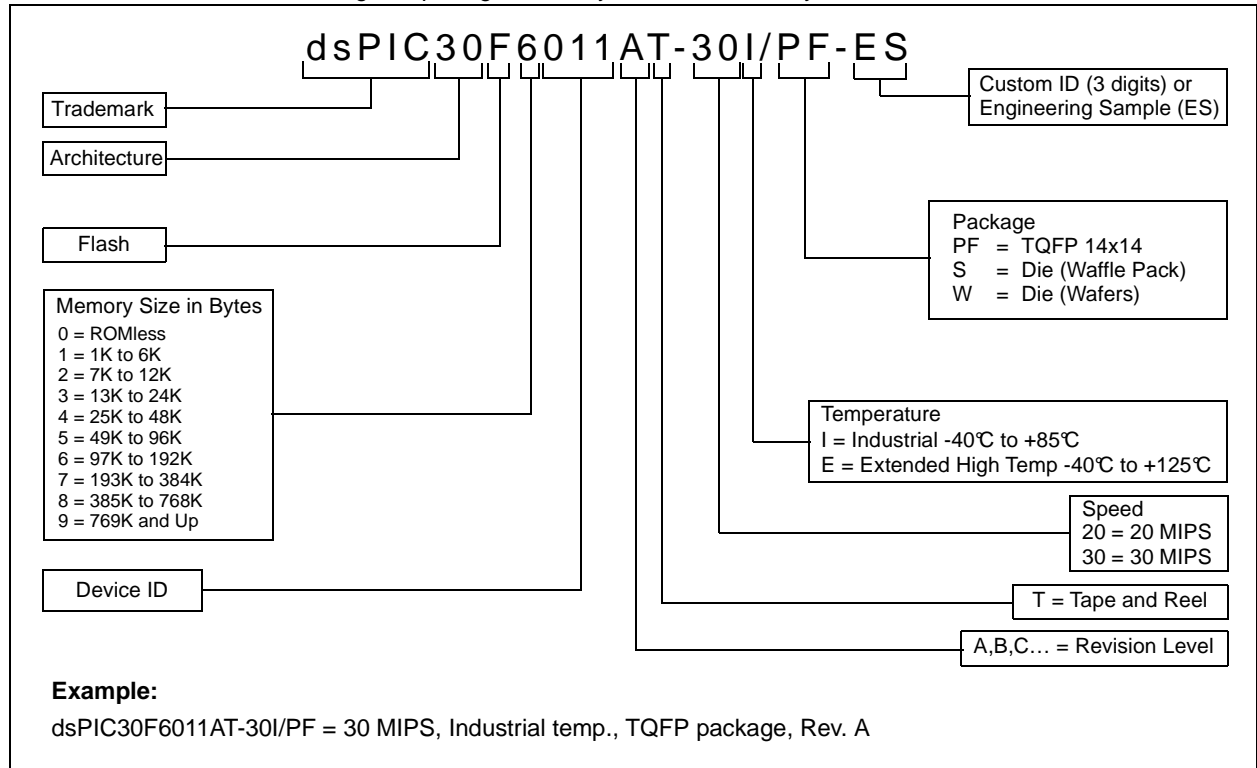 dsPIC30F6011AT-30I/PF-ES
Trademark
Architecture
Flash
Memory Size in Bytes
0 = ROMless
1 = 1K to 6K
2 = 7K to 12K
3 = 13K to 24K
4 = 25K to 48K
5 = 49K to 96K
6 = 97K to 192K
7 = 193K to 384K
8 = 385K to 768K
9 = 769K and Up
Device ID
Custom ID (3 digits) or
Engineering Sample (ES)
Package
PF = TQFP 14x14
S = Die (Waffle Pack)
W = Die (Wafers)
Temperature
I = Industrial -40°C to +85°C
E = Extended High Temp -40°C to +125°C
Speed
20 = 20 MIPS
30 = 30 MIPS
T = Tape and Reel
A,B,C… = Revision Level
Example:
dsPIC30F6011AT-30I/PF = 30 MIPS, Industrial temp., TQFP package, Rev. A